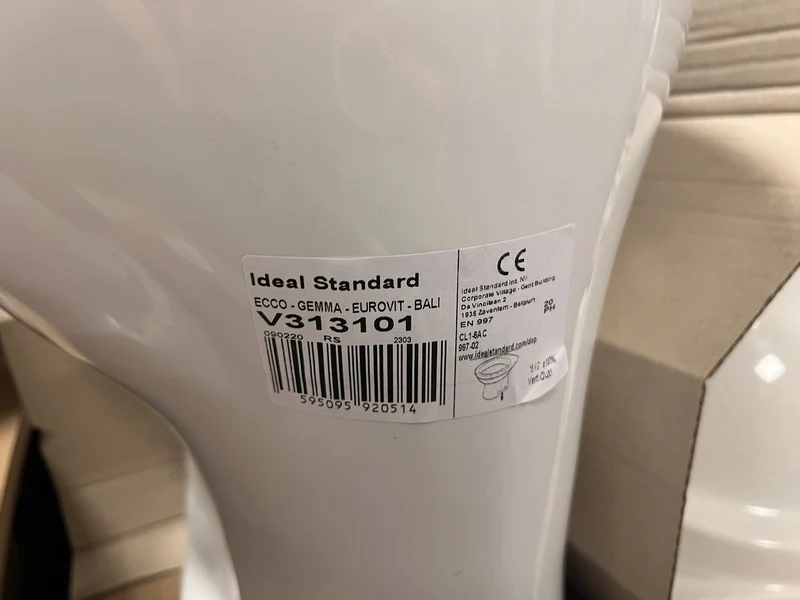 Ideal Standard
ECCO - GEMMA - EUROVIT - BALI
V313101
090220 RS 2303
595095 920514
CE
Ideal Standard Int. NV
Corporate Village - Gent Building
Da Vincilaan 2
1935 Zaventem - Belgium
20
PH
EN 997
CL1-6AC
997-02
www.idealstandard.com/dop
±10%